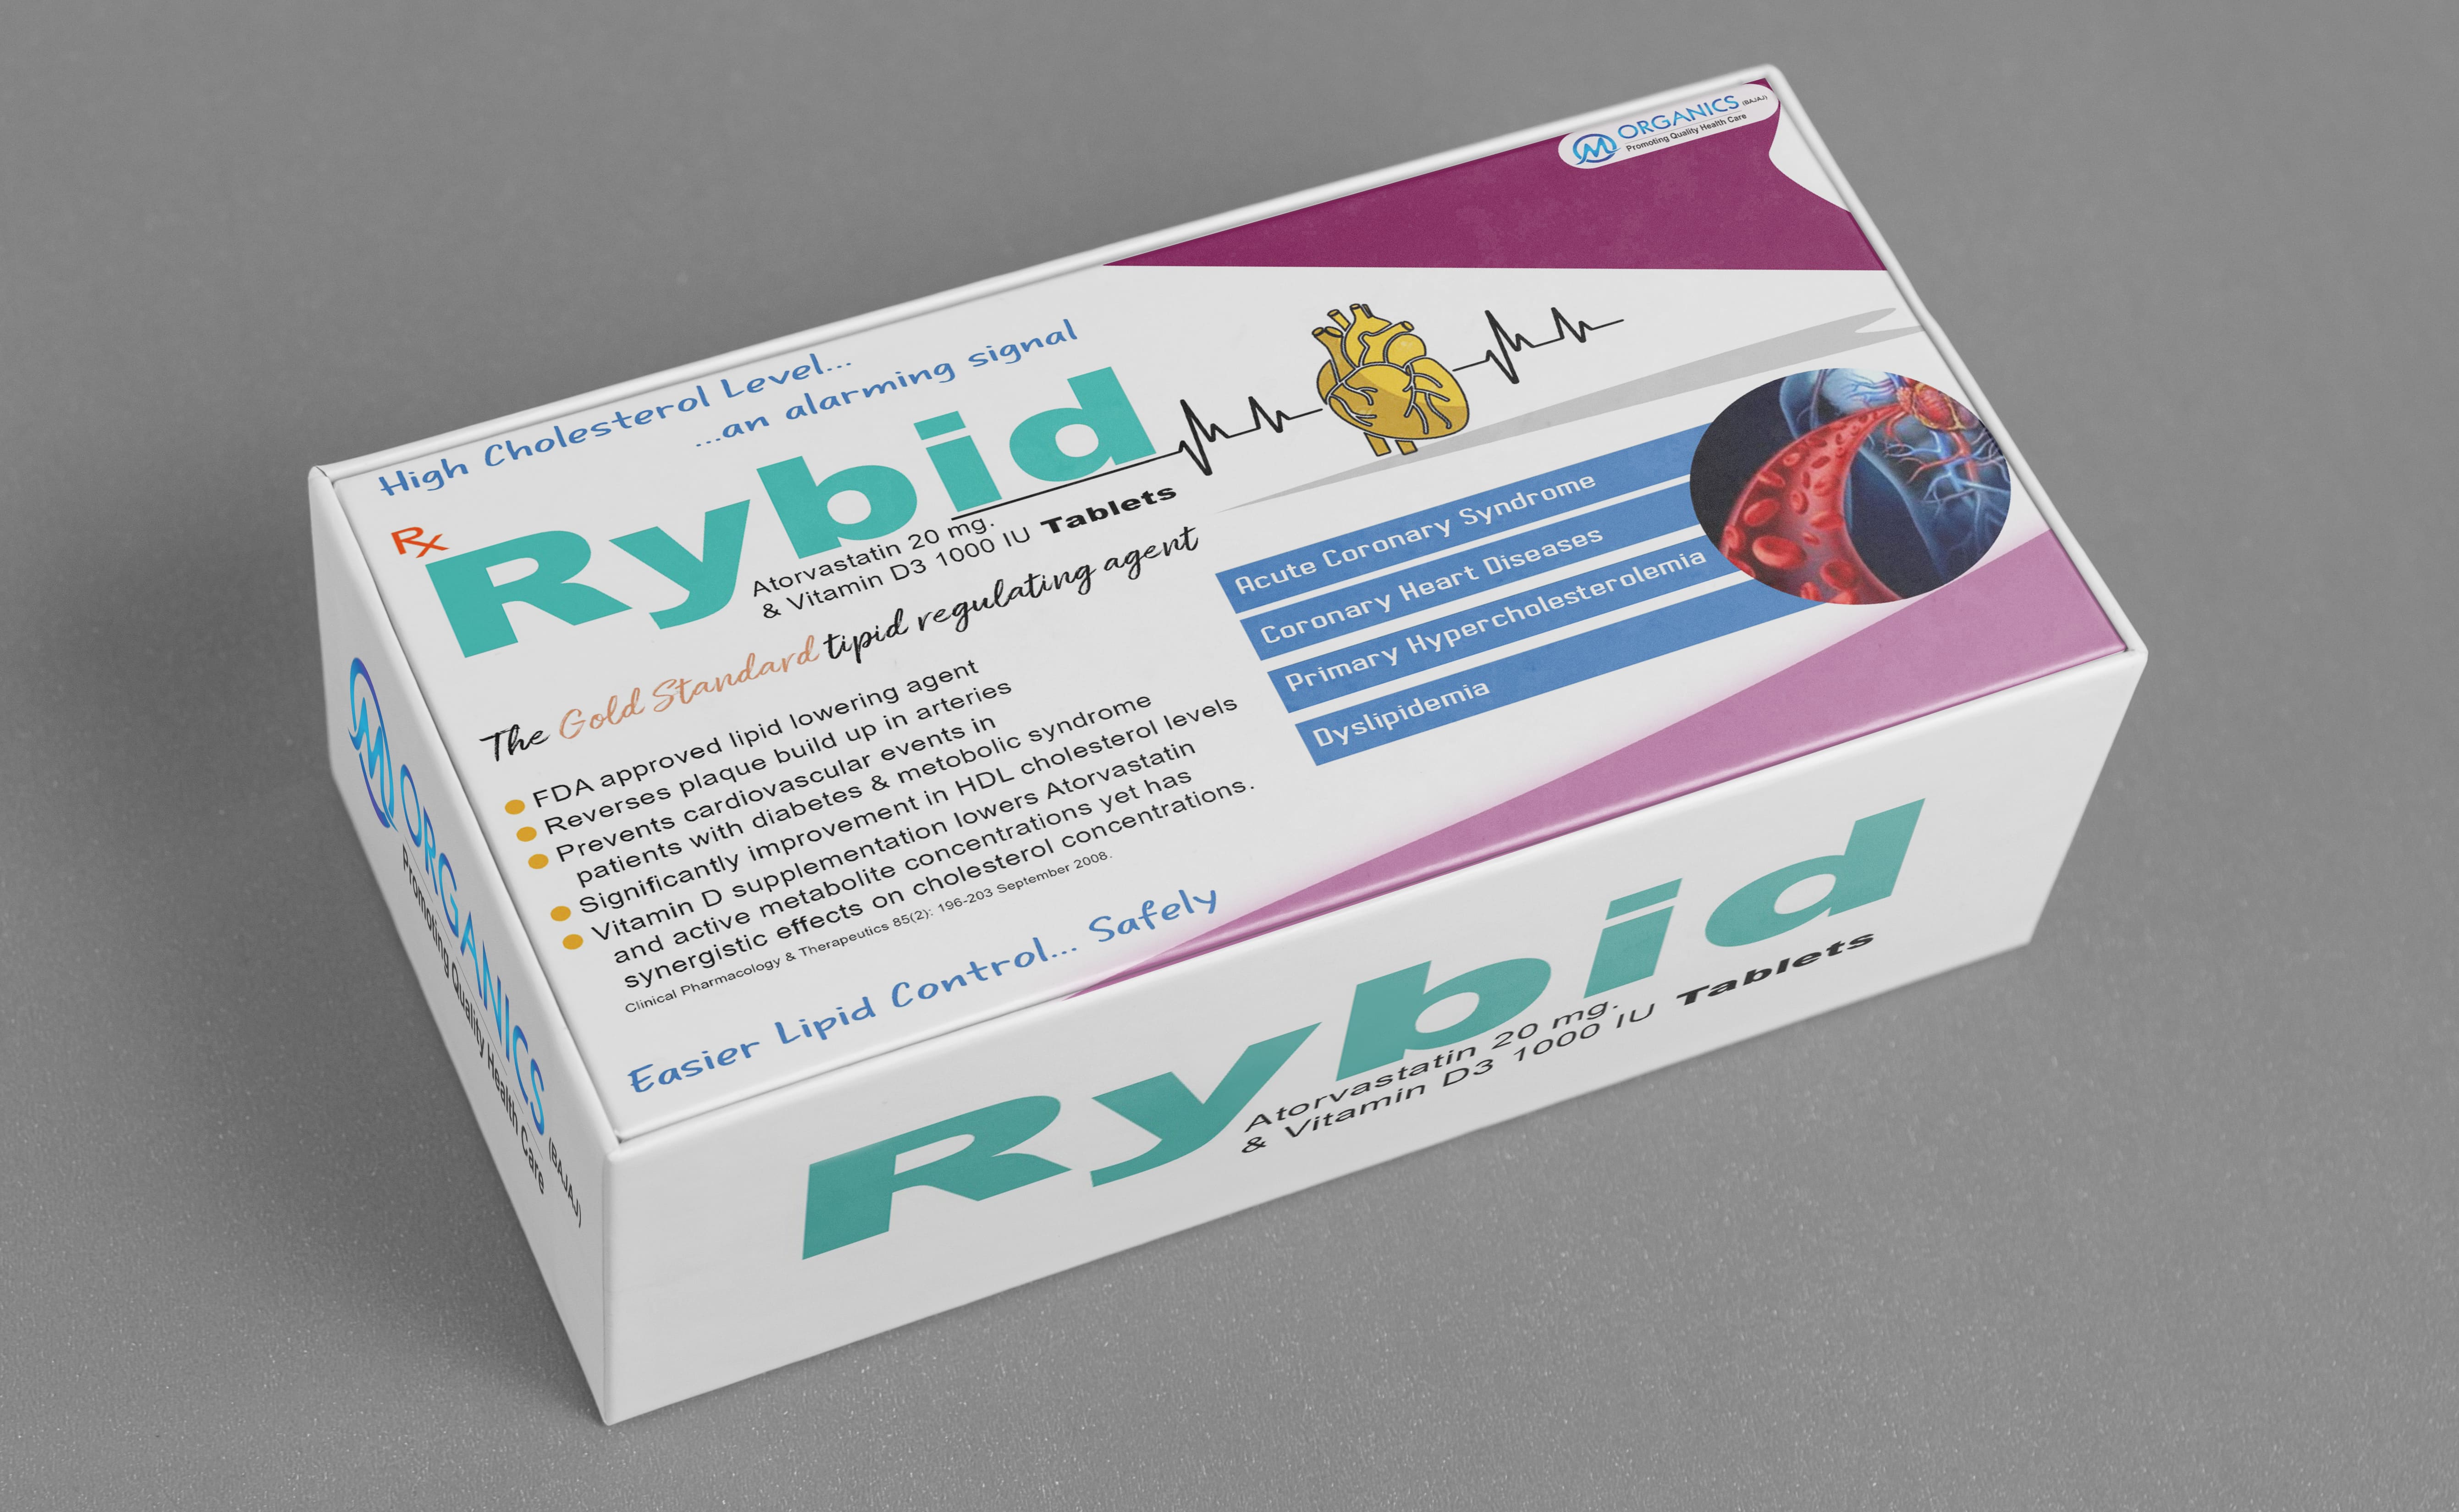 ORGANICS (BAJAJ)
Promoting Quality Health Care
High Cholesterol Level...
...an alarming signal
Rx
Rybid
Atorvastatin 20 mg.
& Vitamin D3 1000 IU Tablets
The Gold Standard lipid regulating agent
FDA approved lipid lowering agent
Reverses plaque build up in arteries
Prevents cardiovascular events in
patients with diabetes & metobolic syndrome
Significantly improvement in HDL cholesterol levels
Vitamin D supplementation lowers Atorvastatin
and active metabolite concentrations yet has
synergistic effects on cholesterol concentrations.
Clinical Pharmacology & Therapeutics 85(2): 196-203 September 2008.
Easier Lipid Control... Safely
Acute Coronary Syndrome
Coronary Heart Diseases
Primary Hypercholesterolemia
Dyslipidemia
ORGANICS (BAJAJ)
Promoting Quality Health Care
Rybid
Atorvastatin 20 mg.
& Vitamin D3 1000 IU Tablets